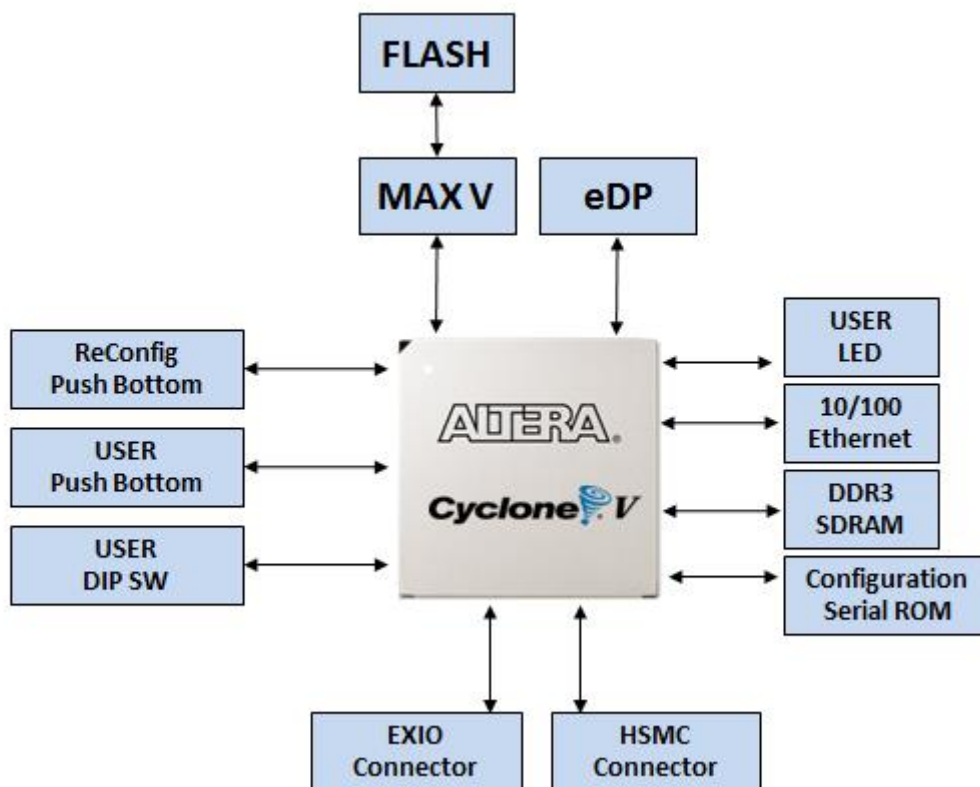 FLASH
MAX V
eDP
ReConfig
Push Bottom
USER
Push Bottom
USER
DIP SW
ALTERA®
Cyclone® V
USER
LED
10/100
Ethernet
DDR3
SDRAM
Configuration
Serial ROM
EXIO
Connector
HSMC
Connector